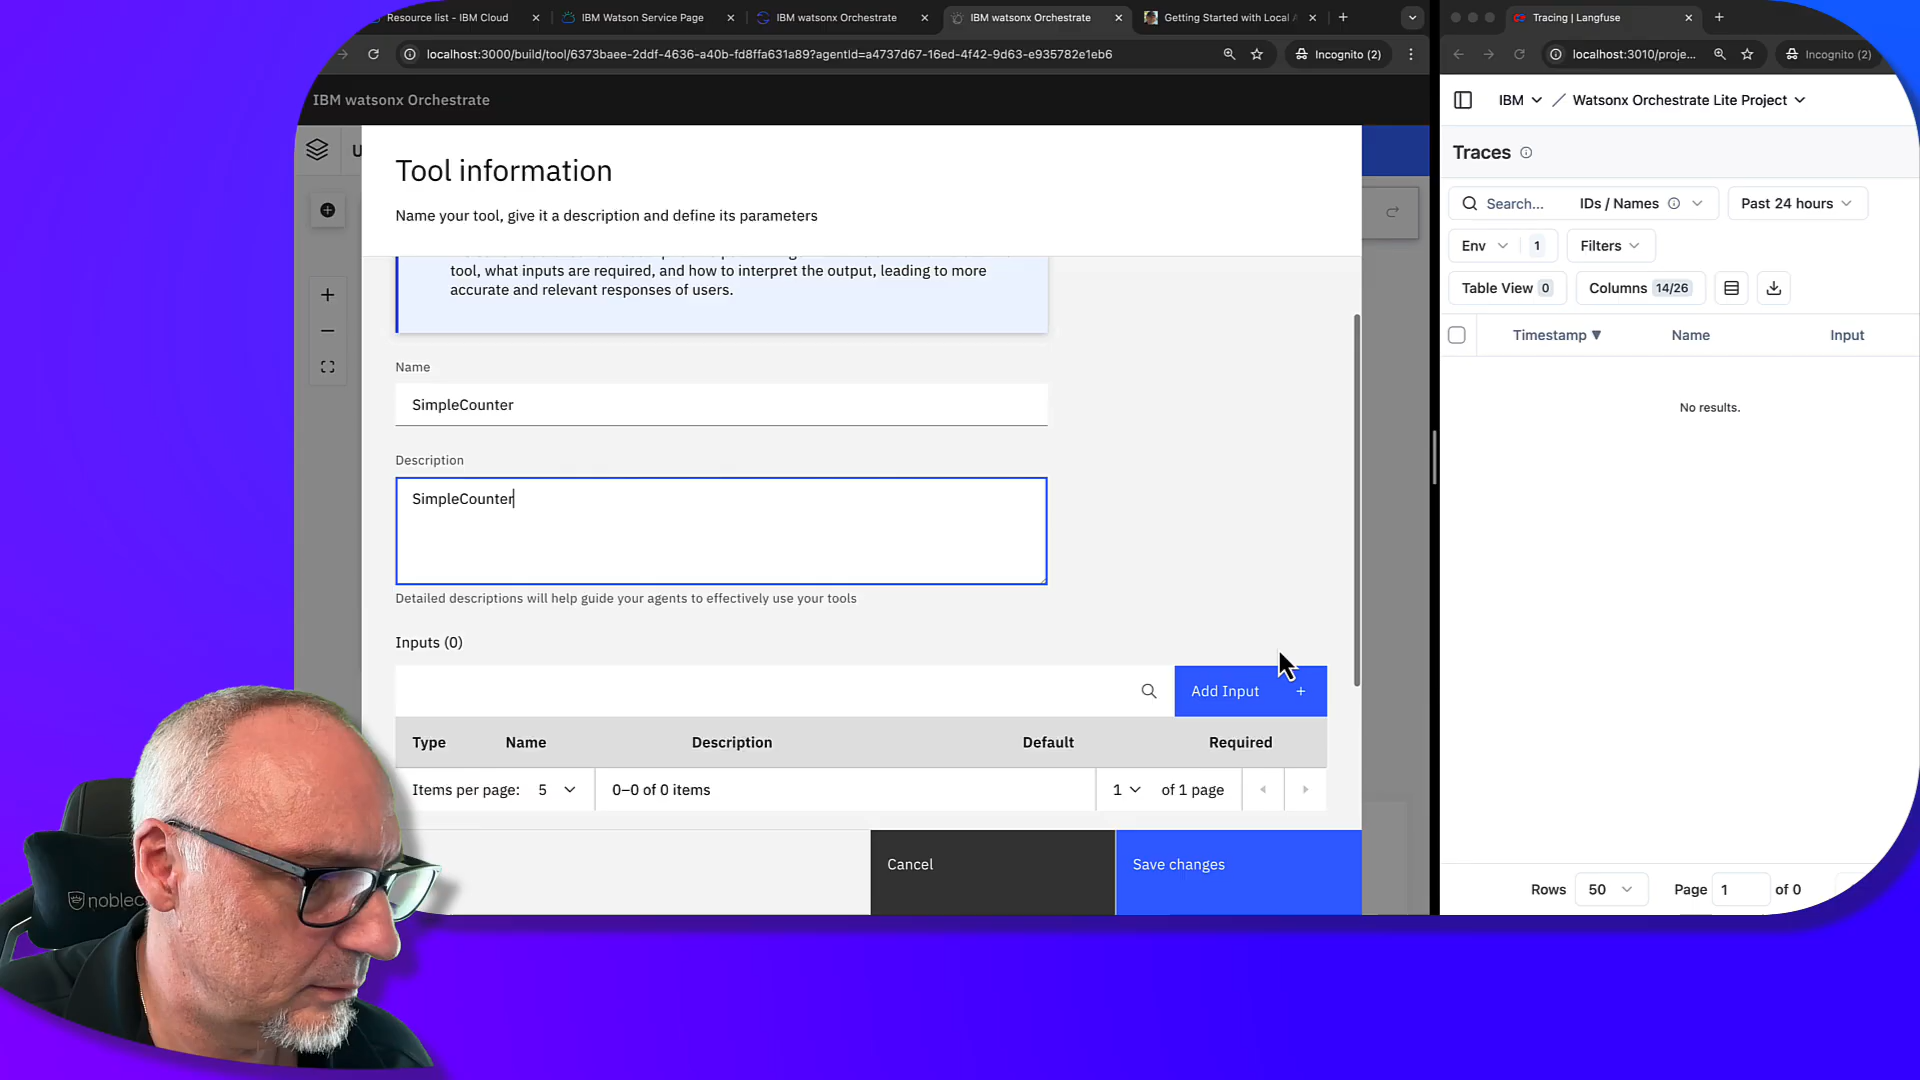 Resource list - IBM Cloud
IBM Watson Service Page
IBM watsonx Orchestrate
IBM watsonx Orchestrate
Getting Started with Local
Tracing | Langfuse
localhost:3000/build/tool/6373baee-2ddf-4636-a40b-fd8ffa631a89?agentId=a4737d67-16ed-4f42-9d63-e935782e1eb6
Incognito (2)
localhost:3010/proje...
Incognito (2)
IBM watsonx Orchestrate
IBM
Watsonx Orchestrate Lite Project
Tool information
Name your tool, give it a description and define its parameters
tool, what inputs are required, and how to interpret the output, leading to more
accurate and relevant responses of users.
Name
SimpleCounter
Description
SimpleCounter
Detailed descriptions will help guide your agents to effectively use your tools
Inputs (0)
Add Input +
Type Name Description Default Required
Items per page: 5 0–0 of 0 items 1 of 1 page
Cancel
Save changes
Traces
Search... IDs / Names Past 24 hours
Env 1 Filters
Table View 0 Columns 14/26
Timestamp ▼ Name Input
No results.
Rows 50 Page 1 of 0
noblec